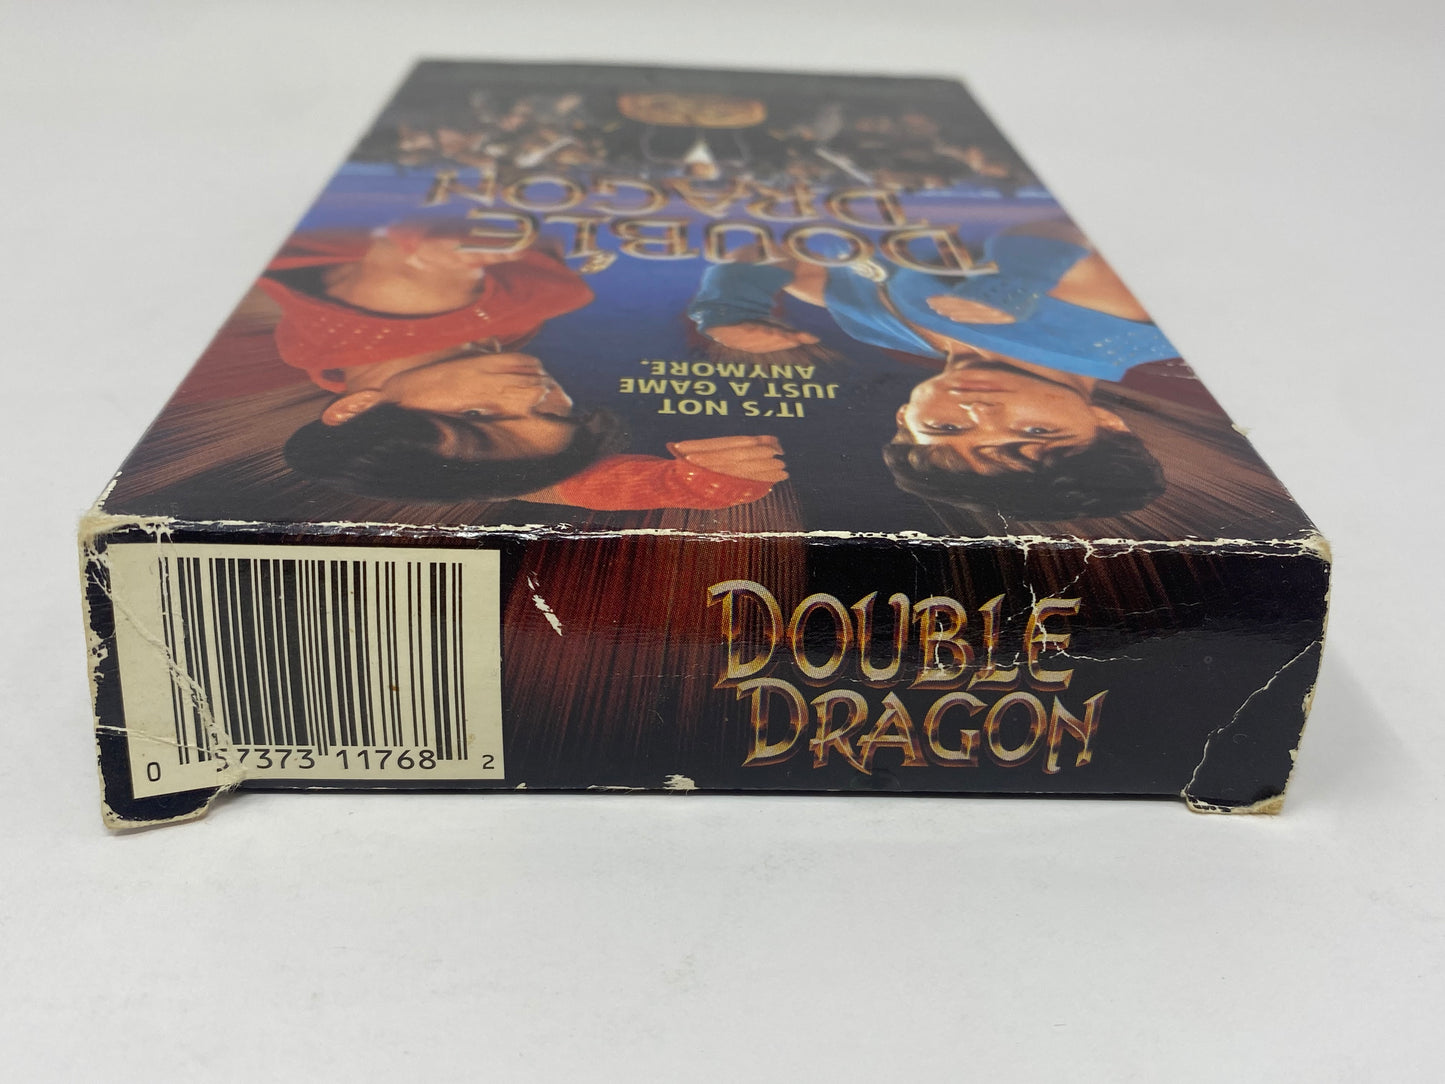 DOUBLE
DRAGON
IT'S NOT
JUST A GAME
ANYMORE.
DOUBLE
DRAGON
0 57373 11768 2